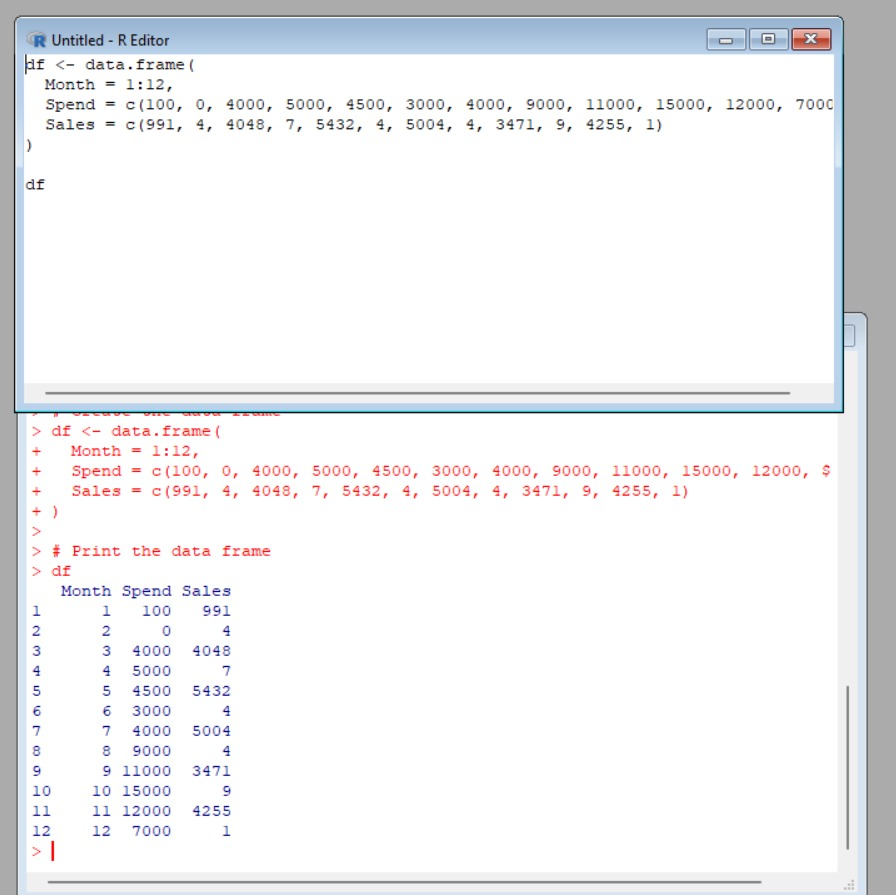 Untitled - R Editor
df <- data.frame(
  Month = 1:12,
  Spend = c(100, 0, 4000, 5000, 4500, 3000, 4000, 9000, 11000, 15000, 12000, 7000
  Sales = c(991, 4, 4048, 7, 5432, 4, 5004, 4, 3471, 9, 4255, 1)
)
df
> # Create the data frame
> df <- data.frame(
+   Month = 1:12,
+   Spend = c(100, 0, 4000, 5000, 4500, 3000, 4000, 9000, 11000, 15000, 12000, $
+   Sales = c(991, 4, 4048, 7, 5432, 4, 5004, 4, 3471, 9, 4255, 1)
+ )
>
> # Print the data frame
> df
   Month Spend Sales
1      1   100   991
2      2     0     4
3      3  4000  4048
4      4  5000     7
5      5  4500  5432
6      6  3000     4
7      7  4000  5004
8      8  9000     4
9      9 11000  3471
10    10 15000     9
11    11 12000  4255
12    12  7000     1
>